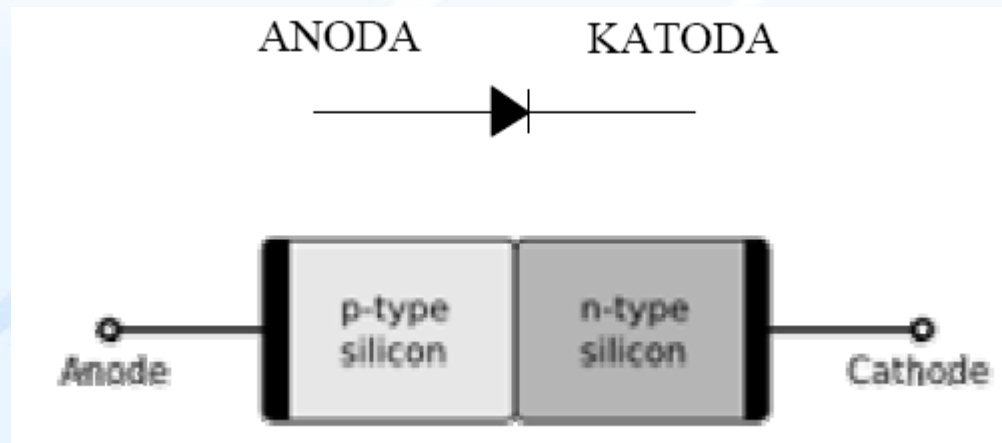 ANODA KATODA
p-type n-type
silicon silicon
Anode Cathode